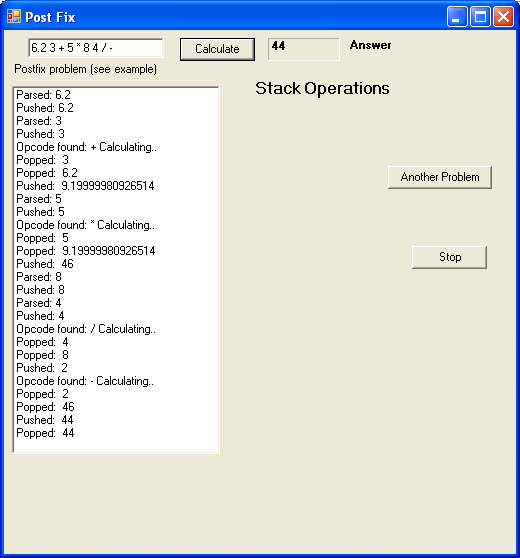 Post Fix
6.2 3 + 5 * 8 4 / -
Calculate
44
Answer
Postfix problem (see example)
Stack Operations
Parsed: 6.2
Pushed: 6.2
Parsed: 3
Pushed: 3
Opcode found: + Calculating..
Popped: 3
Popped: 6.2
Pushed: 9.19999980926514
Parsed: 5
Pushed: 5
Opcode found: * Calculating..
Popped: 5
Popped: 9.19999980926514
Pushed: 46
Parsed: 8
Pushed: 8
Parsed: 4
Pushed: 4
Opcode found: / Calculating..
Popped: 4
Popped: 8
Pushed: 2
Opcode found: - Calculating..
Popped: 2
Popped: 46
Pushed: 44
Popped: 44
Another Problem
Stop